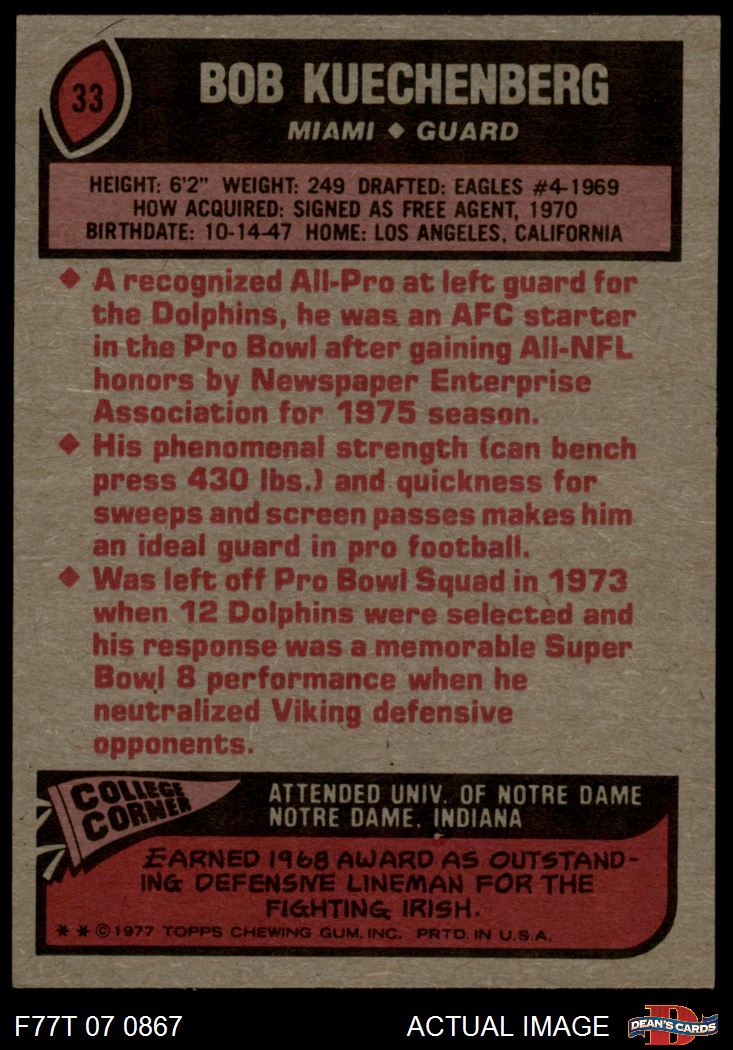 33
BOB KUECHENBERG
MIAMI ◆ GUARD
HEIGHT: 6'2" WEIGHT: 249 DRAFTED: EAGLES #4-1969
HOW ACQUIRED: SIGNED AS FREE AGENT, 1970
BIRTHDATE: 10-14-47 HOME: LOS ANGELES, CALIFORNIA
◆ A recognized All-Pro at left guard for
the Dolphins, he was an AFC starter
in the Pro Bowl after gaining All-NFL
honors by Newspaper Enterprise
Association for 1975 season.
◆ His phenomenal strength (can bench
press 430 lbs.) and quickness for
sweeps and screen passes makes him
an ideal guard in pro football.
◆ Was left off Pro Bowl Squad in 1973
when 12 Dolphins were selected and
his response was a memorable Super
Bowl 8 performance when he
neutralized Viking defensive
opponents.
COLLEGE
CORNER
ATTENDED UNIV. OF NOTRE DAME
NOTRE DAME, INDIANA
EARNED 1968 AWARD AS OUTSTAND-
ING DEFENSIVE LINEMAN FOR THE
FIGHTING IRISH.
* * © 1977 TOPPS CHEWING GUM, INC. PRTD. IN U.S.A.
F77T 07 0867
ACTUAL IMAGE
D
DEAN'S CARDS